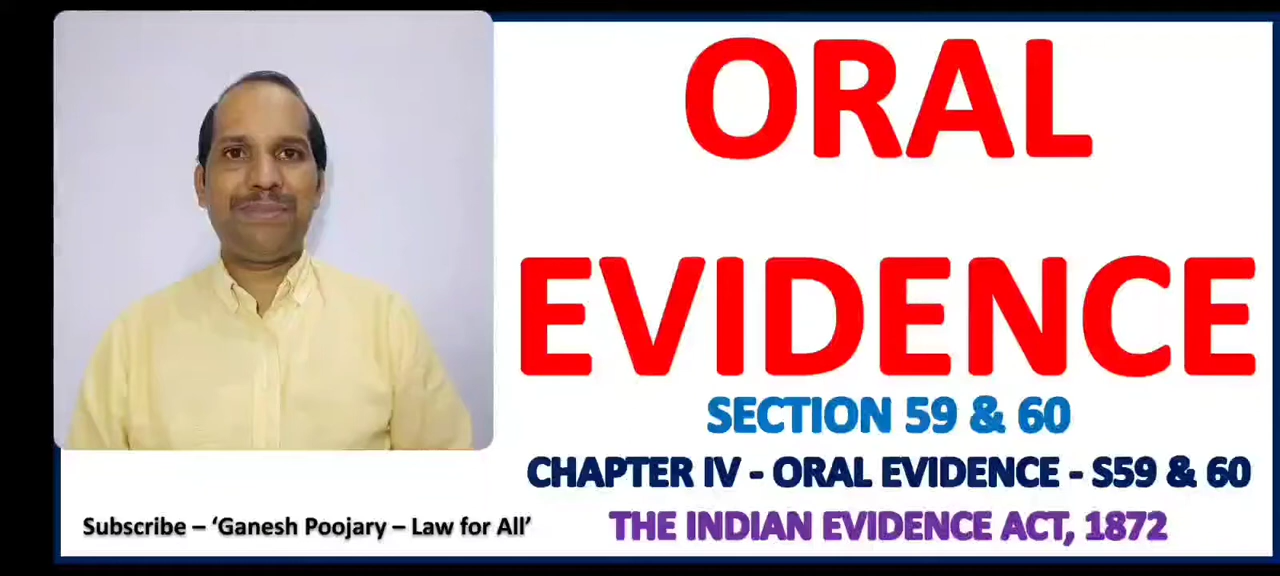 ORAL
EVIDENCE
SECTION 59 & 60
CHAPTER IV - ORAL EVIDENCE - S59 & 60
THE INDIAN EVIDENCE ACT, 1872
Subscribe – ‘Ganesh Poojary – Law for All’